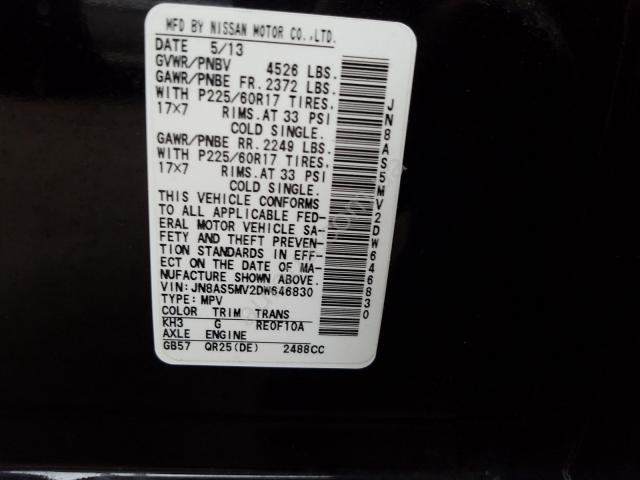 MFD BY NISSAN MOTOR CO.,LTD.
DATE 5/13
GVWR/PNBV 4526 LBS.
GAWR/PNBE FR. 2372 LBS.
WITH P225/60R17 TIRES.
17×7 RIMS.AT 33 PSI
COLD SINGLE.
GAWR/PNBE RR. 2249 LBS.
WITH P225/60R17 TIRES.
17×7 RIMS.AT 33 PSI
COLD SINGLE.
THIS VEHICLE CONFORMS
TO ALL APPLICABLE FED-
ERAL MOTOR VEHICLE SA-
FETY AND THEFT PREVEN-
TION STANDARDS IN EFF-
ECT ON THE DATE OF MA-
NUFACTURE SHOWN ABOVE.
VIN:JN8AS5MV2DW646830
TYPE:MPV
COLOR TRIM TRANS
KH3 G RE0F10A
AXLE ENGINE
GB57 QR25(DE) 2488CC
JN8AS5MV2DW646830